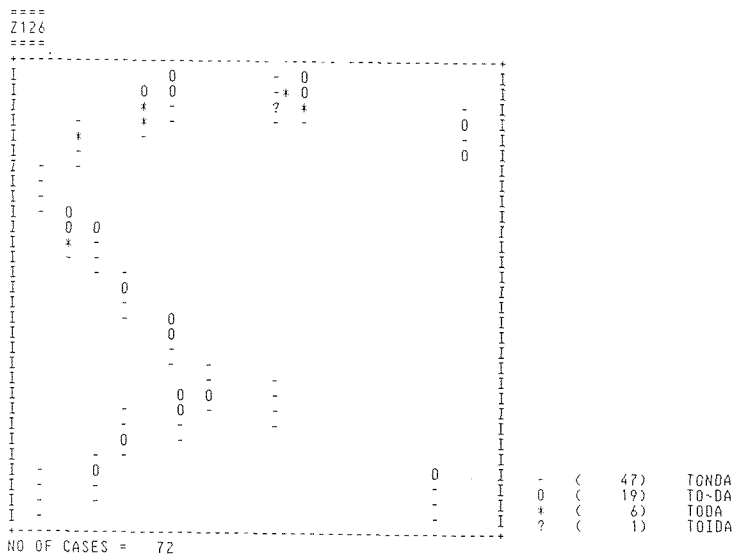 ====
Z126
====
- ( 47) TONDA
0 ( 19) TO~DA
* ( 6) TODA
? ( 1) TOIDA
NO OF CASES = 72